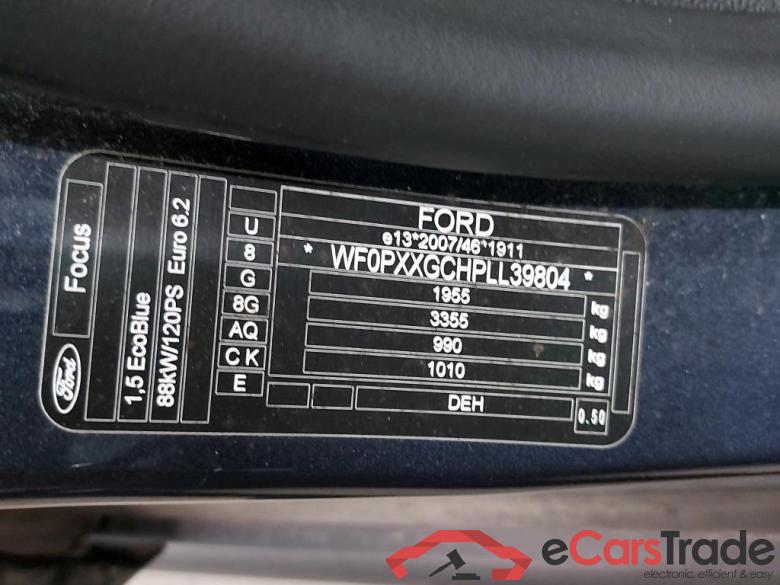 FORD
e13*2007/46*1911
* WF0PXXGCHPLL39804 *
1955 kg
3355 kg
990 kg
1010 kg
DEH 0.50
U
8
G
8G
AQ
C K
E
Ford Focus
1,5 EcoBlue
88kW/120PS Euro 6.2
eCarsTrade
electronic, efficient & easy